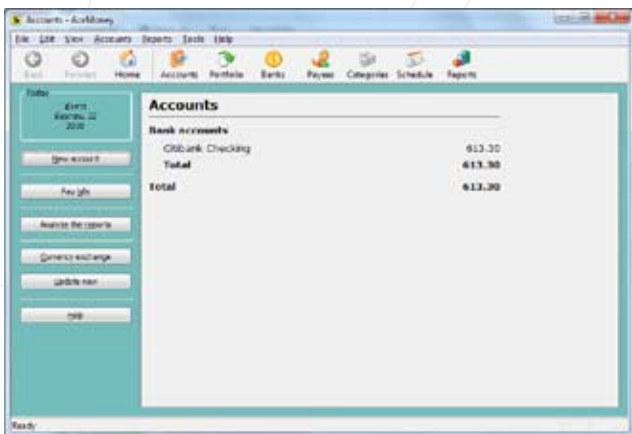 Accounts - AceMoney
File Edit View Accounts Reports Tools Help
Back Forward Home Accounts Portfolio Banks Payees Categories Schedule Reports
Today
2008
New account
Pay bills
Analyze the reports
Currency exchange
Update now
Help
Accounts
Bank accounts
Citibank Checking 613.30
Total 613.30
Total 613.30
Ready